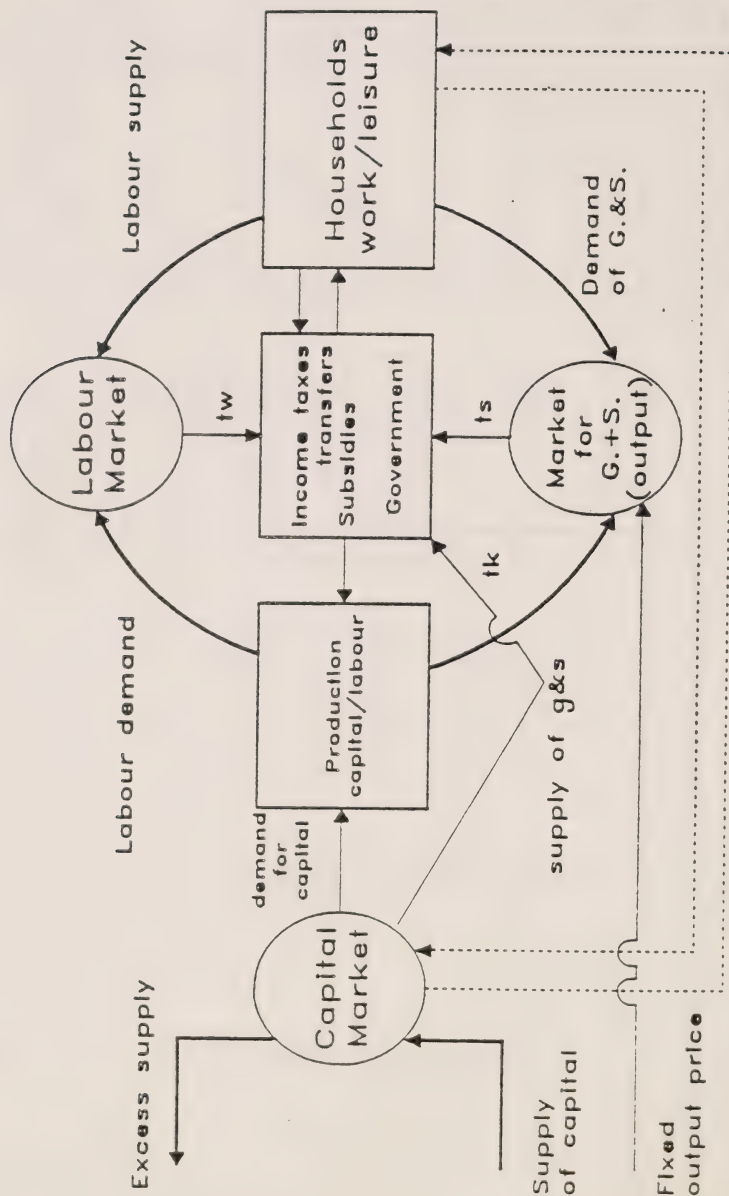 Excess supply
Labour demand
Labour supply
Labour
Market
tw
Capital
Market
demand
for
capital
Production
capital/labour
Income taxes
transfers
Subsidies
Government
Households
work/leisure
tk
ts
supply of g&s
Market
for
G.+S.
(output)
Demand
of G.&S.
Supply
of capital
Fixed
output price